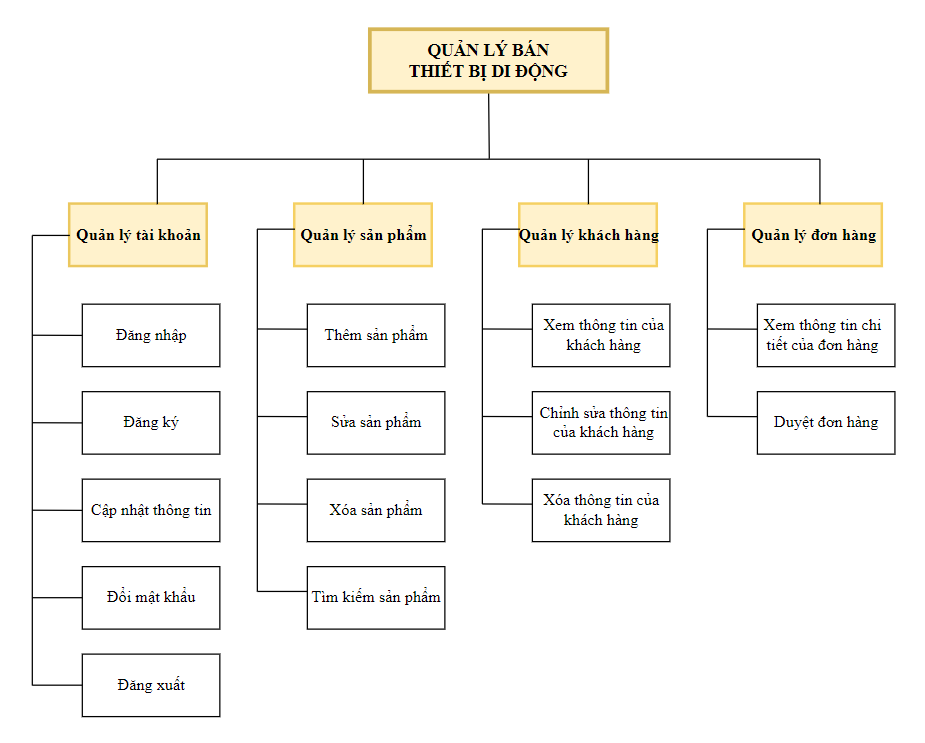 QUẢN LÝ BÁN
THIẾT BỊ DI ĐỘNG
Quản lý tài khoản
Quản lý sản phẩm
Quản lý khách hàng
Quản lý đơn hàng
Đăng nhập
Đăng ký
Cập nhật thông tin
Đổi mật khẩu
Đăng xuất
Thêm sản phẩm
Sửa sản phẩm
Xóa sản phẩm
Tìm kiếm sản phẩm
Xem thông tin của
khách hàng
Chỉnh sửa thông tin
của khách hàng
Xóa thông tin của
khách hàng
Xem thông tin chi
tiết của đơn hàng
Duyệt đơn hàng